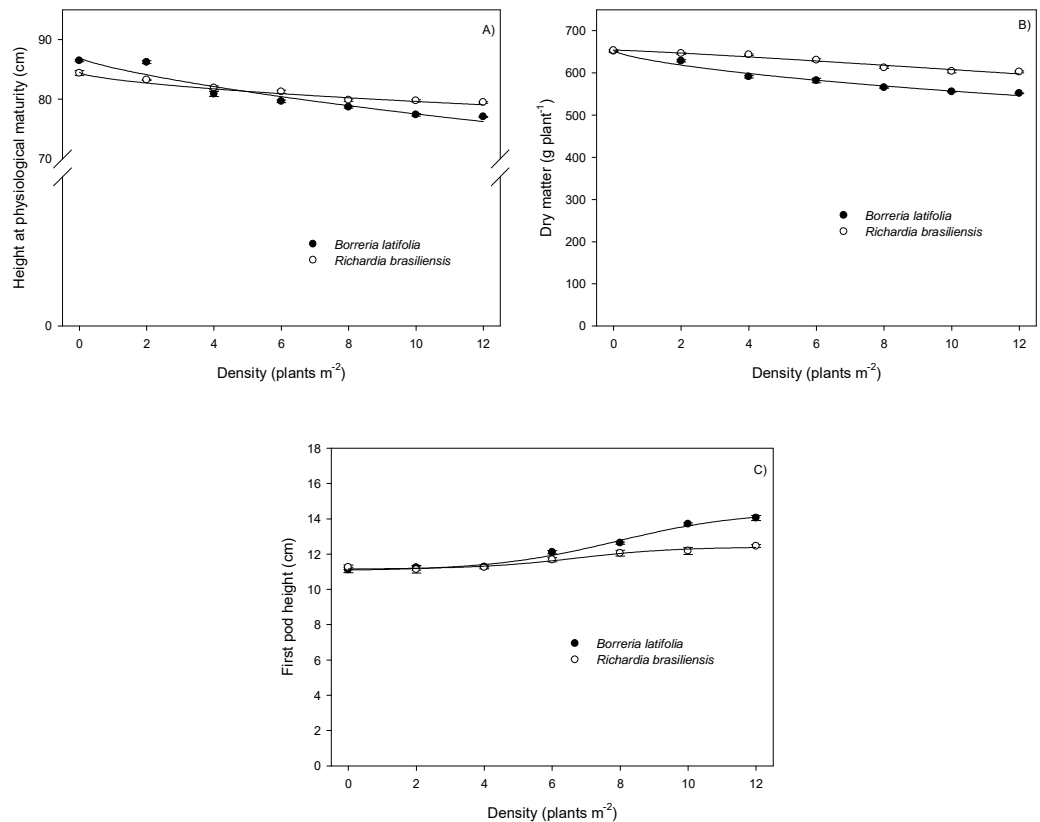 A)
Height at physiological maturity (cm)
90
80
70
0
Borreria latifolia
Richardia brasiliensis
0 2 4 6 8 10 12
Density (plants m⁻²)
B)
Dry matter (g plant⁻¹)
700
600
500
400
300
200
100
0
Borreria latifolia
Richardia brasiliensis
0 2 4 6 8 10 12
Density (plants m⁻²)
C)
First pod height (cm)
18
16
14
12
10
8
6
4
2
0
Borreria latifolia
Richardia brasiliensis
0 2 4 6 8 10 12
Density (plants m⁻²)